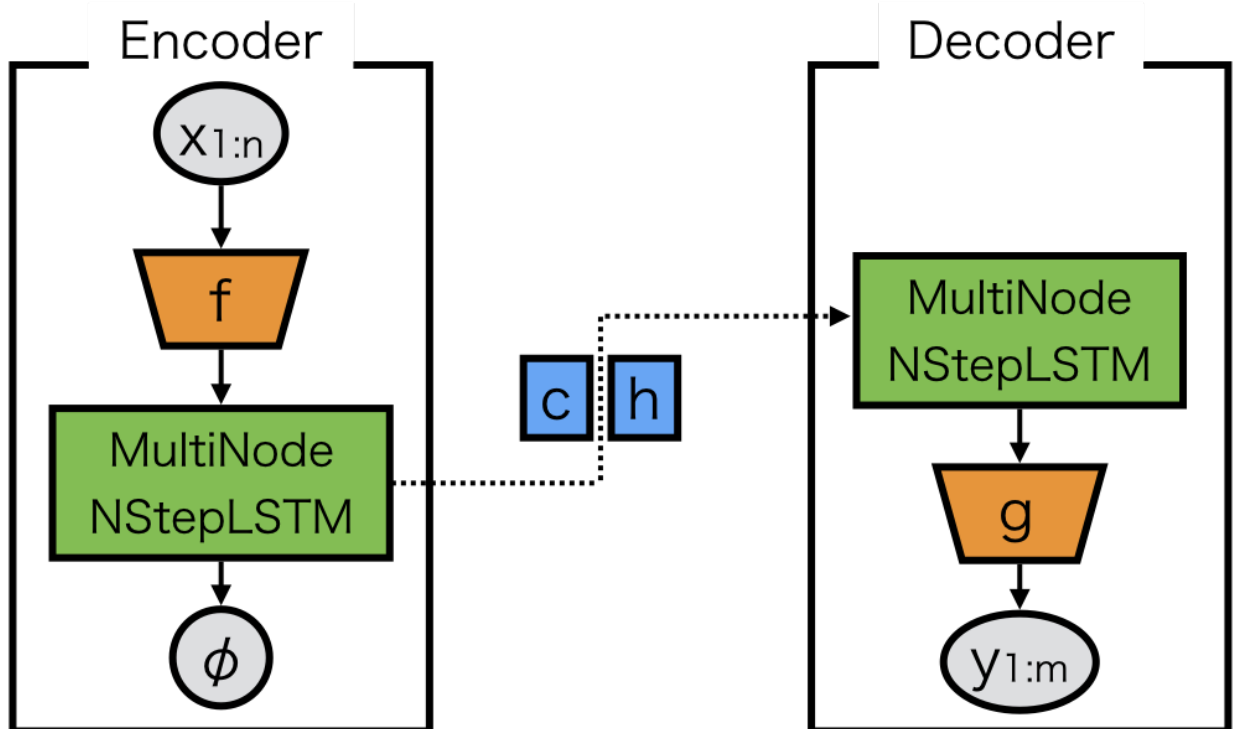 Encoder
x1:n
f
MultiNode
NStepLSTM
ϕ
c
h
Decoder
MultiNode
NStepLSTM
g
y1:m